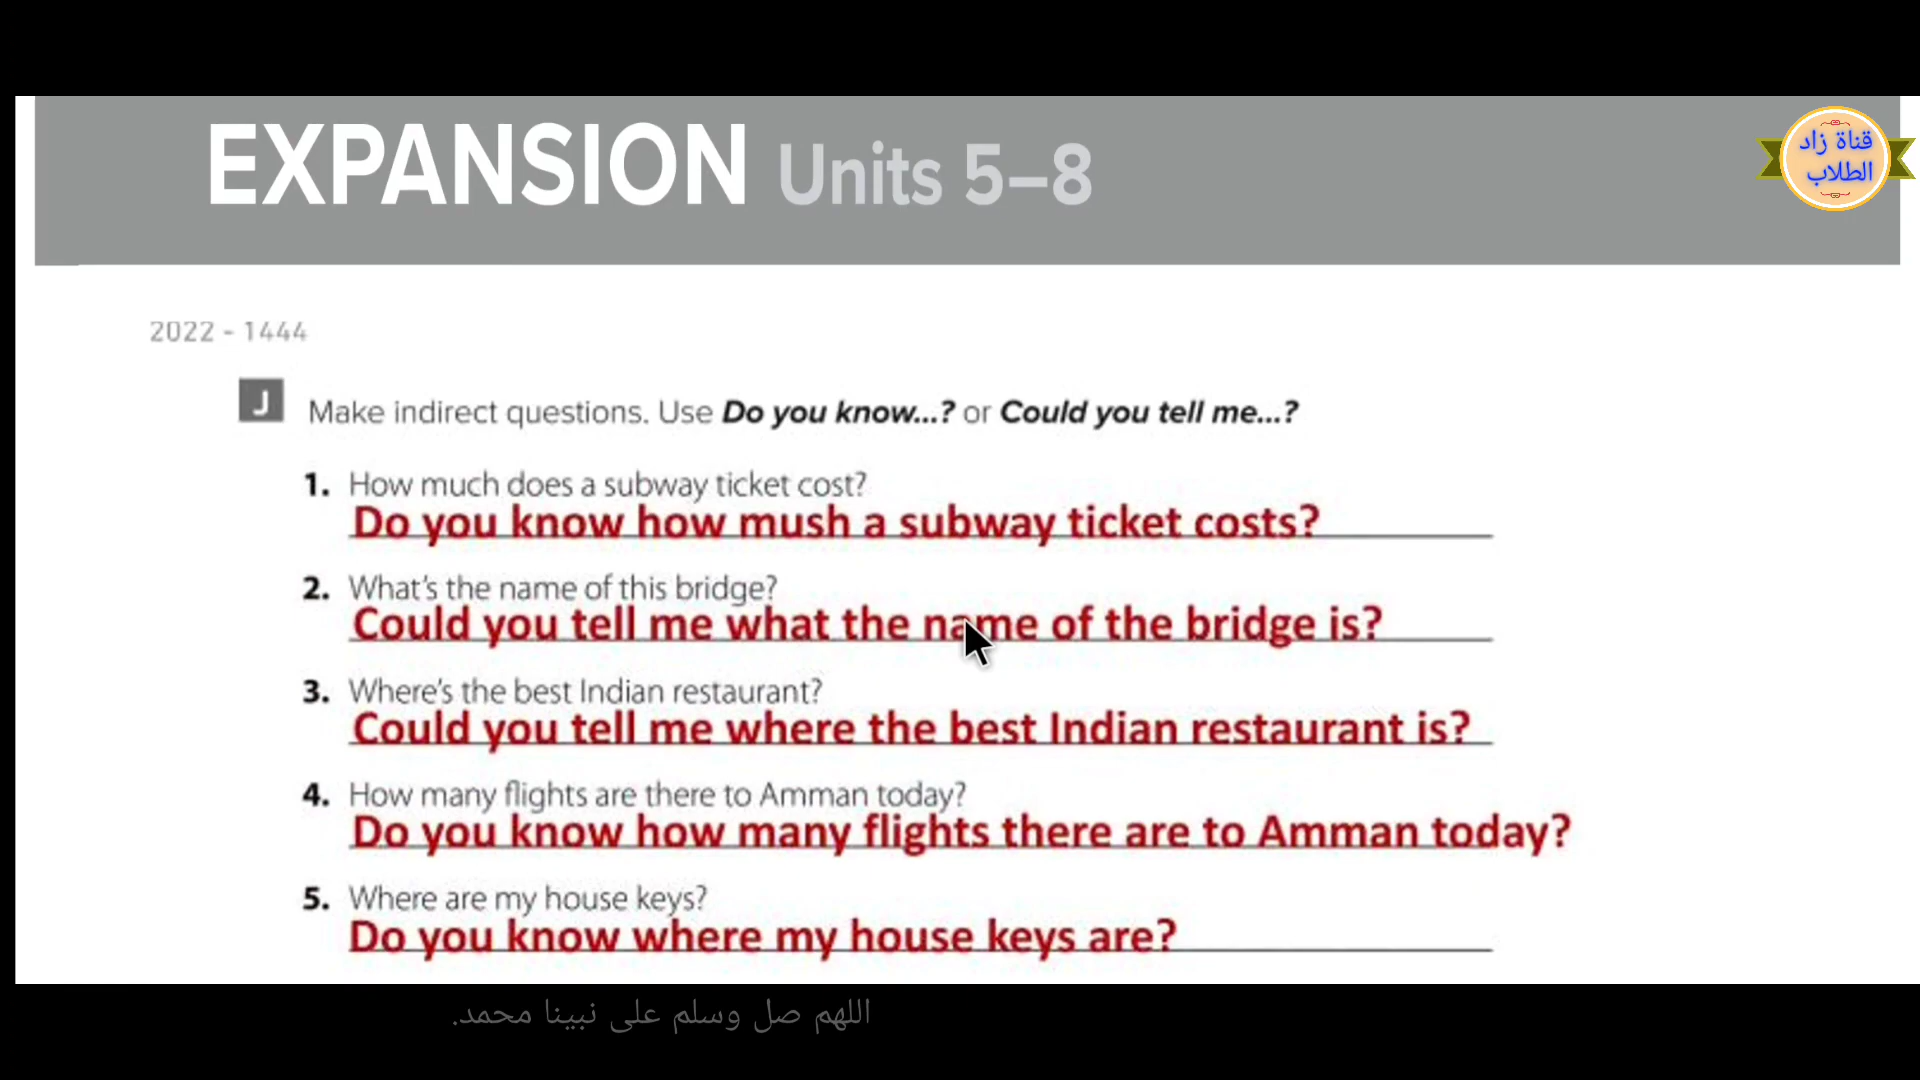 EXPANSION Units 5–8
قناة زاد
الطلاب
2022 - 1444
J Make indirect questions. Use Do you know...? or Could you tell me...?
1. How much does a subway ticket cost?
Do you know how mush a subway ticket costs?
2. What's the name of this bridge?
Could you tell me what the name of the bridge is?
3. Where's the best Indian restaurant?
Could you tell me where the best Indian restaurant is?
4. How many flights are there to Amman today?
Do you know how many flights there are to Amman today?
5. Where are my house keys?
Do you know where my house keys are?
اللهم صل وسلم على نبينا محمد.